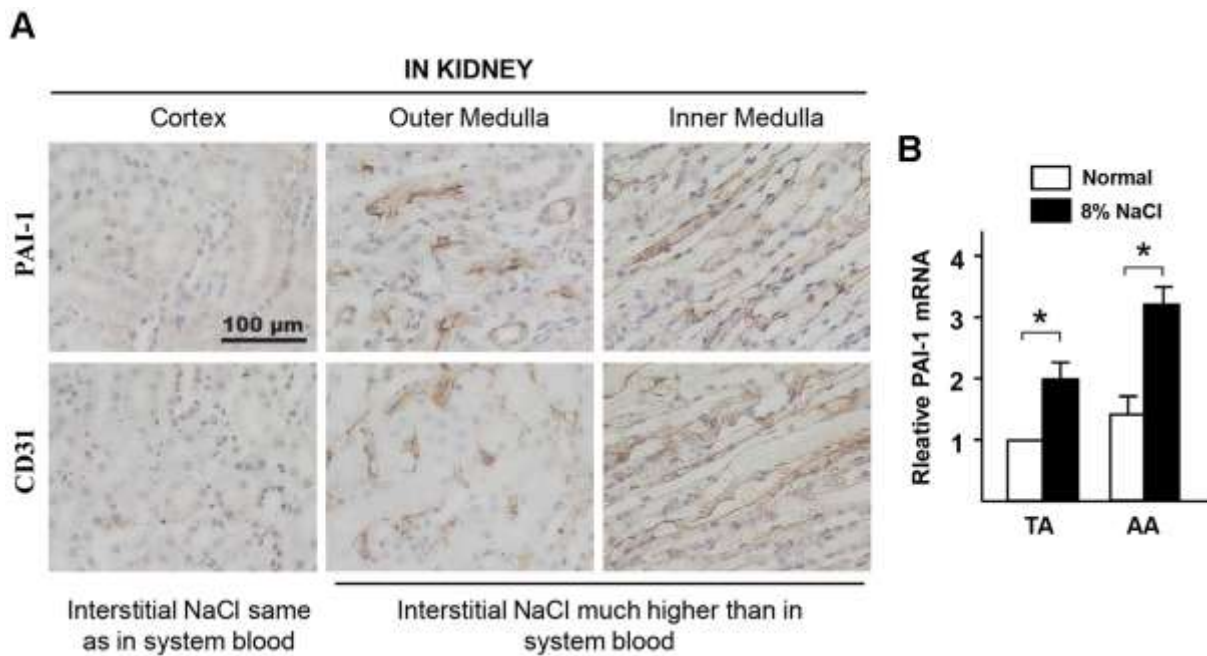 A
IN KIDNEY
Cortex
Outer Medulla
Inner Medulla
PAI-1
100 µm
CD31
Interstitial NaCl same
as in system blood
Interstitial NaCl much higher than in
system blood
B
Normal
8% NaCl
Rleative PAI-1 mRNA
4
3
2
1
*
*
TA
AA